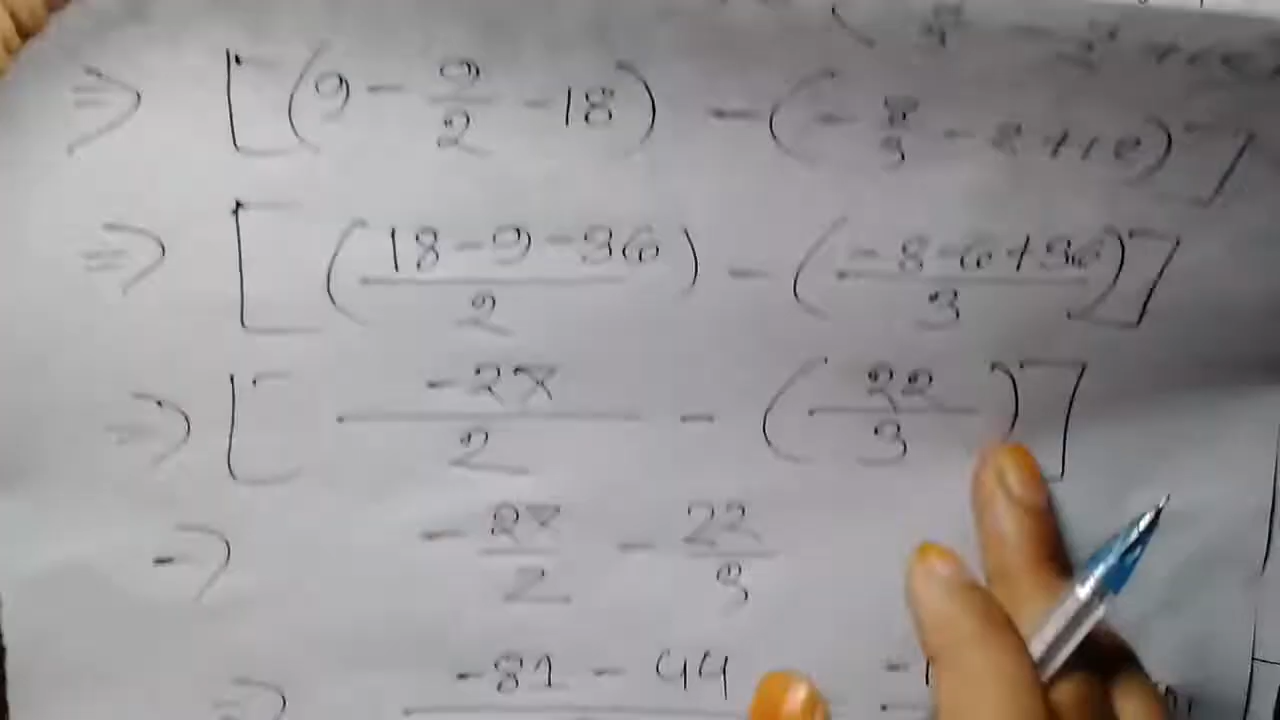 ⇒ [(9 - 9/2 - 18) - (- 8/3 - 2 + 12)]
⇒ [((18 - 9 - 36)/2) - ((-8 - 6 + 36)/3)]
⇒ [-27/2 - (22/3)]
⇒ - 27/2 - 22/3
⇒ -81 - 44